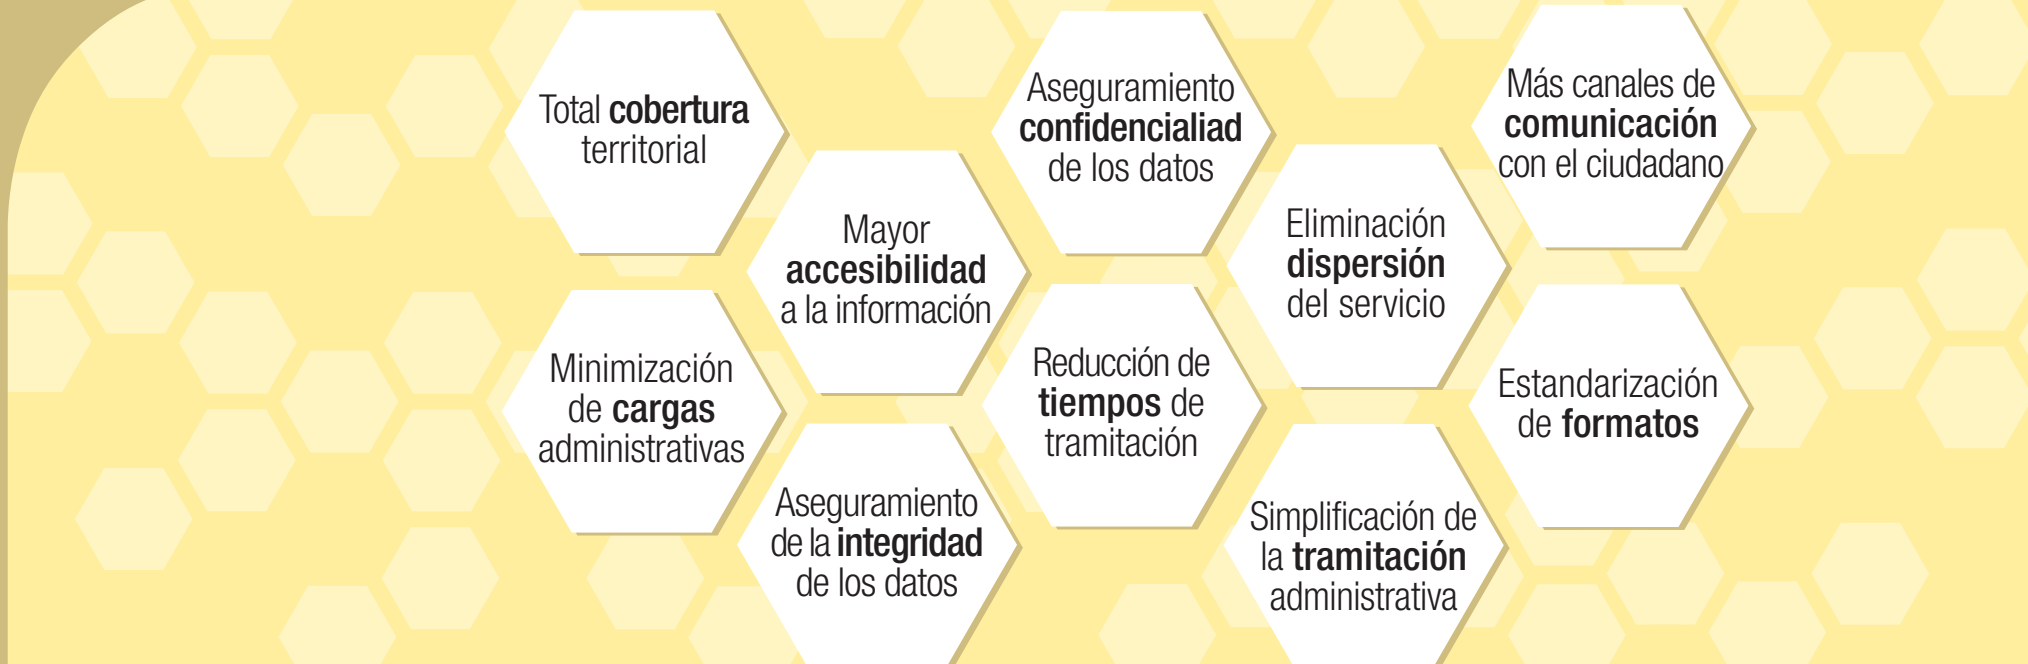 Total cobertura
territorial
Aseguramiento
confidencialiad
de los datos
Más canales de
comunicación
con el ciudadano
Mayor
accesibilidad
a la información
Eliminación
dispersión
del servicio
Minimización
de cargas
administrativas
Reducción de
tiempos de
tramitación
Estandarización
de formatos
Aseguramiento
de la integridad
de los datos
Simplificación de
la tramitación
administrativa